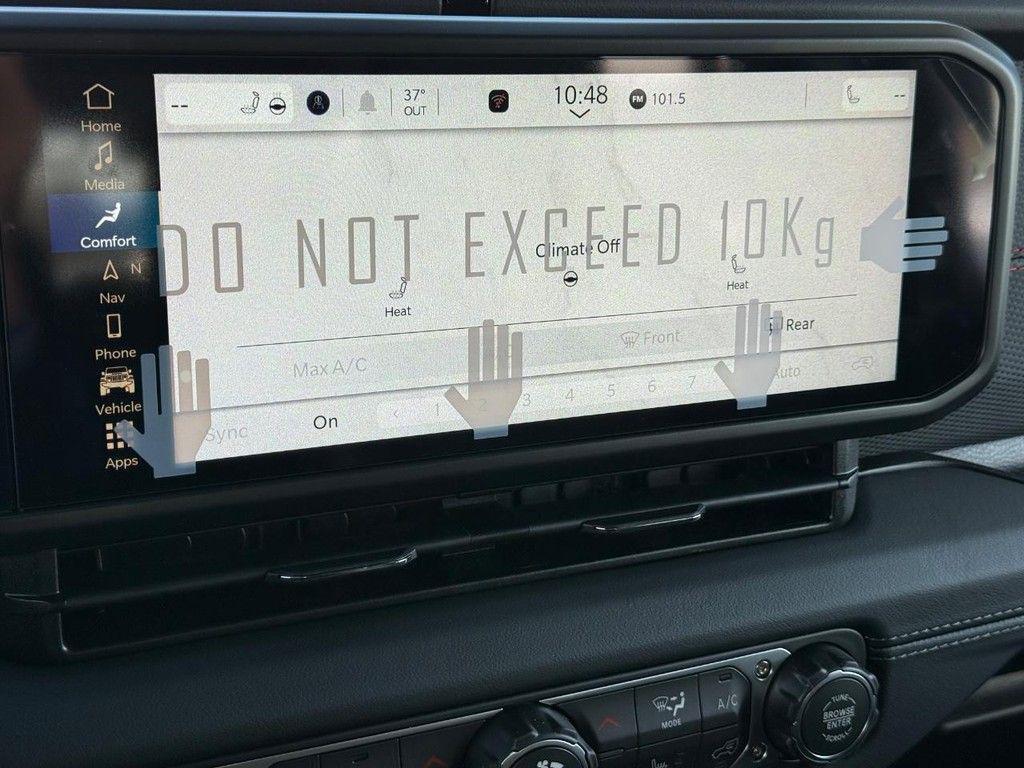 Home
Media
Comfort
N
Nav
Phone
Vehicle
Apps
-- 37° 10:48 FM 101.5 --
OUT
DO NOT EXCEED 10Kg
Climate Off
Heat Heat
Max A/C Front Rear
Sync On ‹ 1 2 3 4 5 6 7 Auto
MODE
A/C
TUNE
BROWSE
ENTER
SCROLL